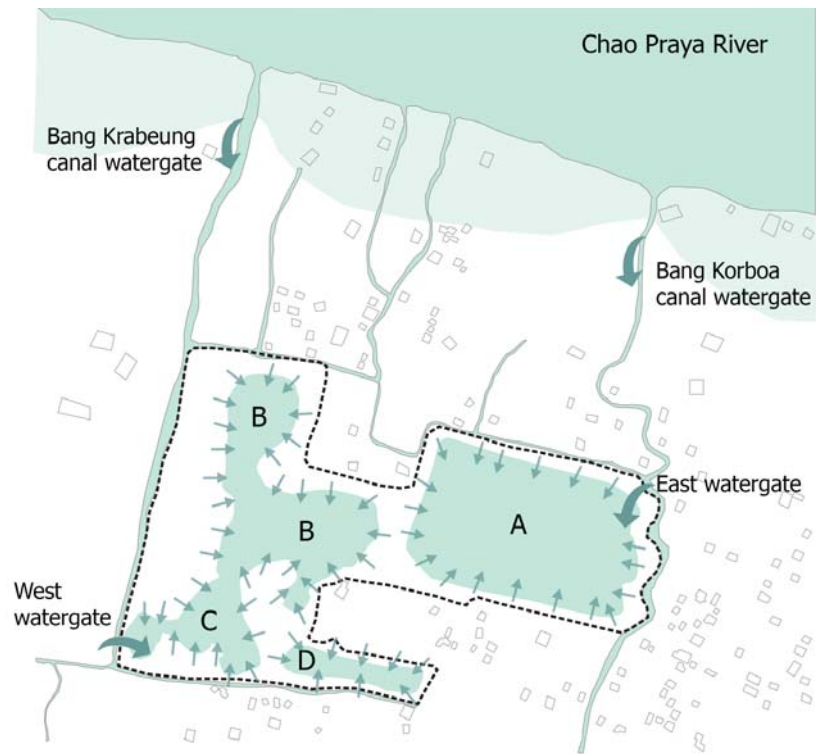 Chao Praya River
Bang Krabeung
canal watergate
Bang Korboa
canal watergate
B
East watergate
A
B
West
watergate
C
D